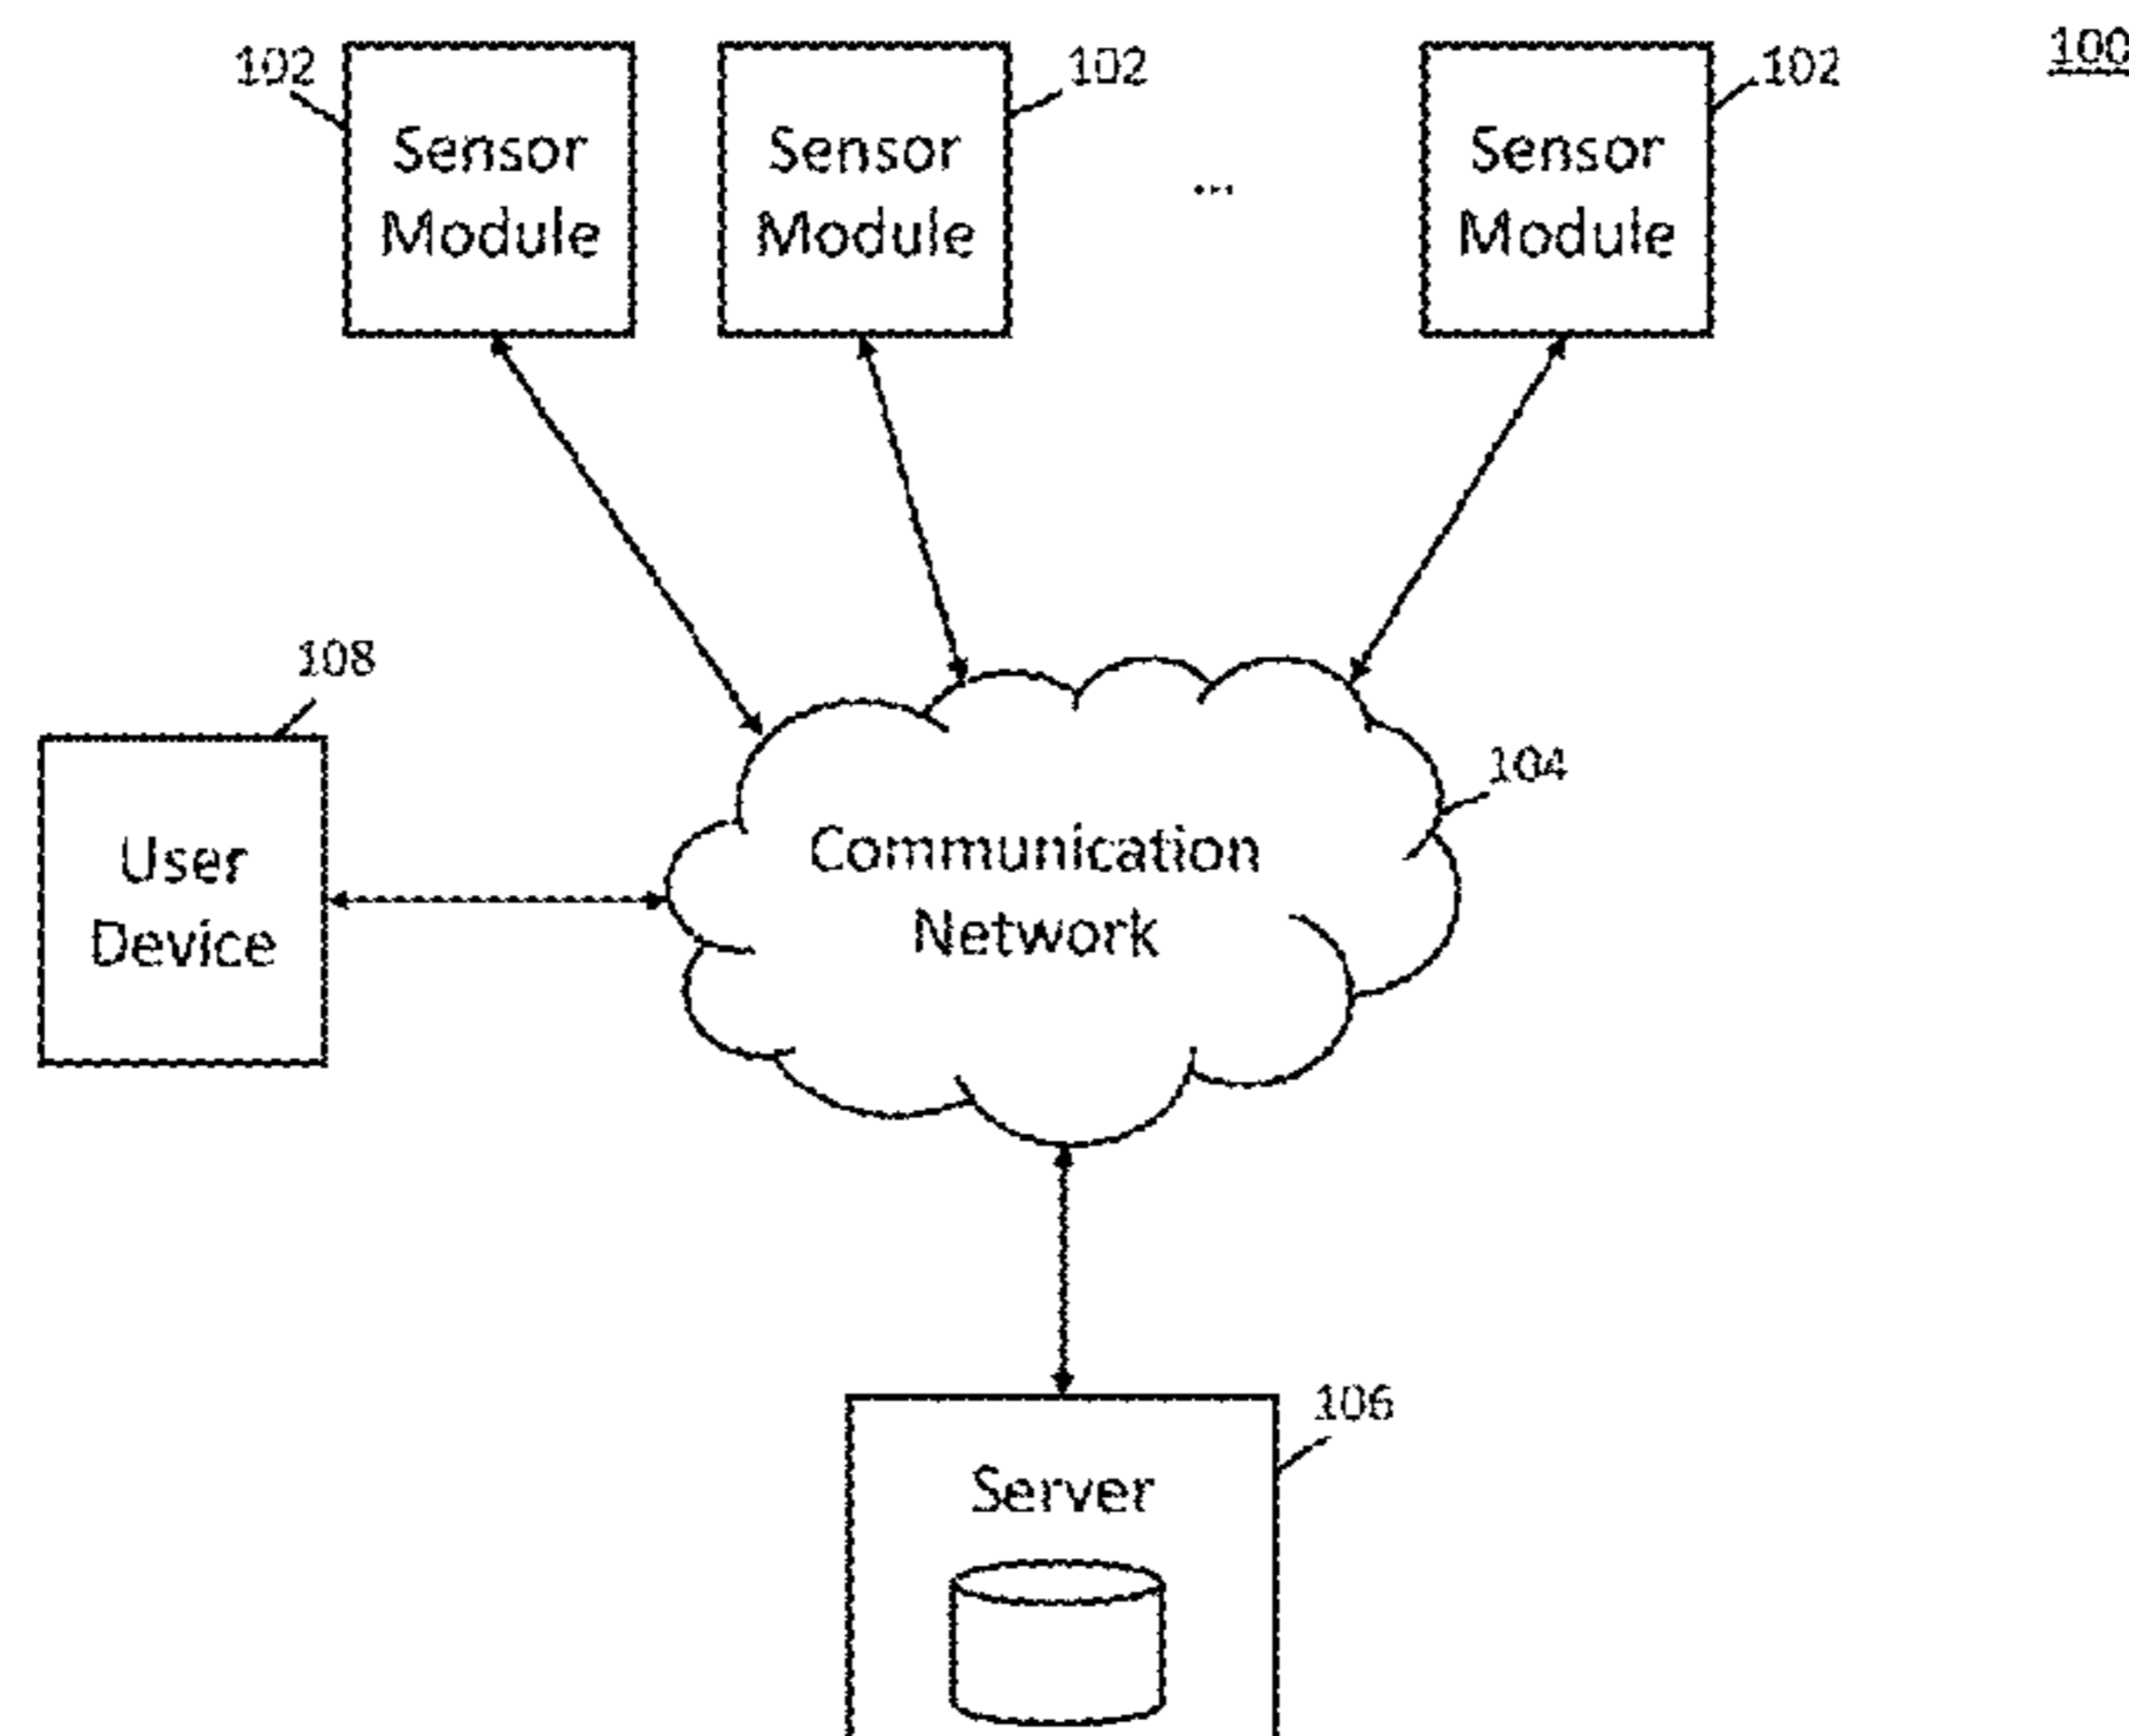 102
102
102
100
Sensor
Module
Sensor
Module
...
Sensor
Module
108
104
User
Device
Communication
Network
106
Server